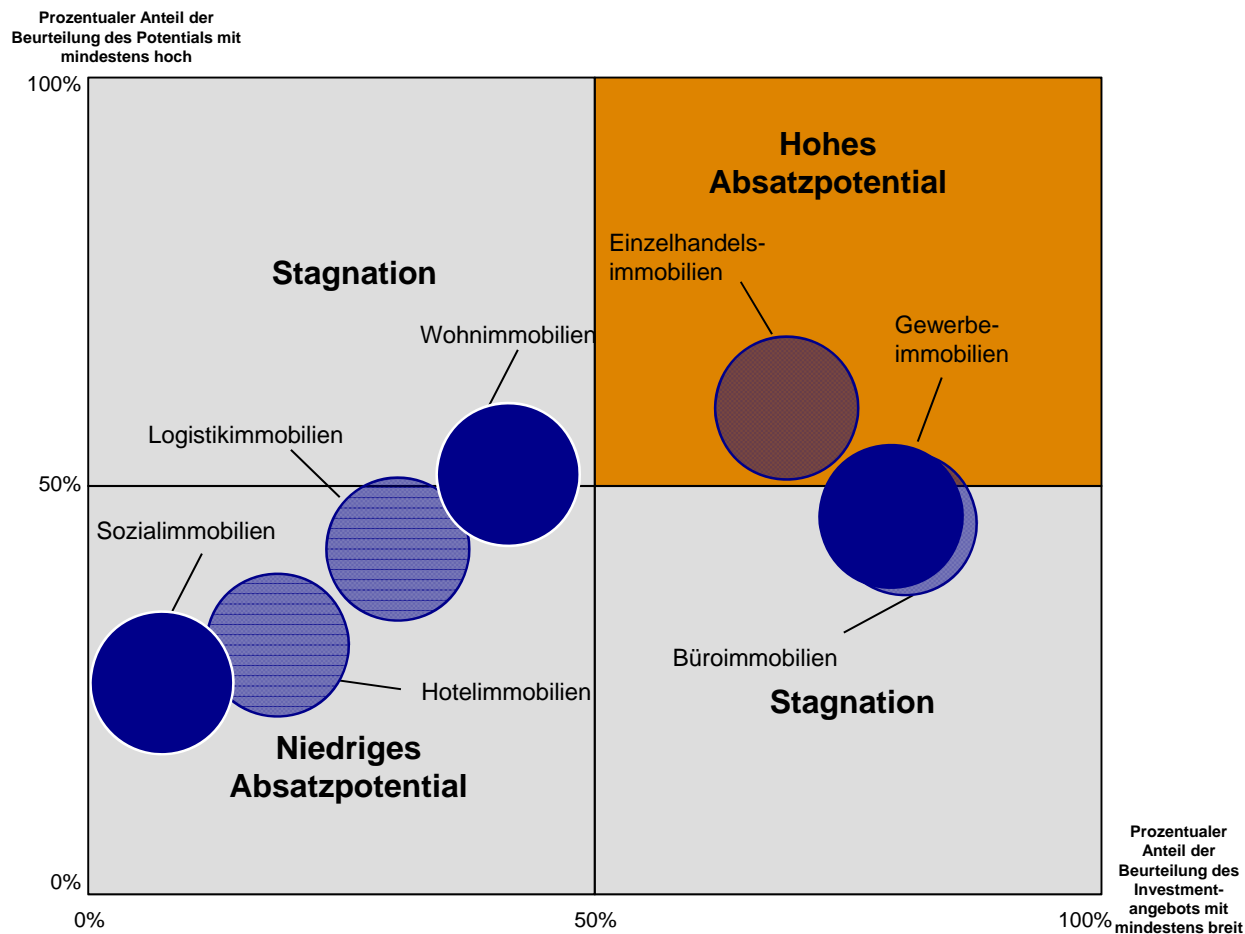 Prozentualer Anteil der
Beurteilung des Potentials mit
mindestens hoch
100%
Hohes
Absatzpotential
Einzelhandels-
immobilien
Stagnation
Gewerbe-
immobilien
Wohnimmobilien
Logistikimmobilien
50%
Sozialimmobilien
Büroimmobilien
Hotelimmobilien
Stagnation
Niedriges
Absatzpotential
Prozentualer
Anteil der
Beurteilung des
Investment-
angebots mit
mindestens breit
0%
0%
50%
100%